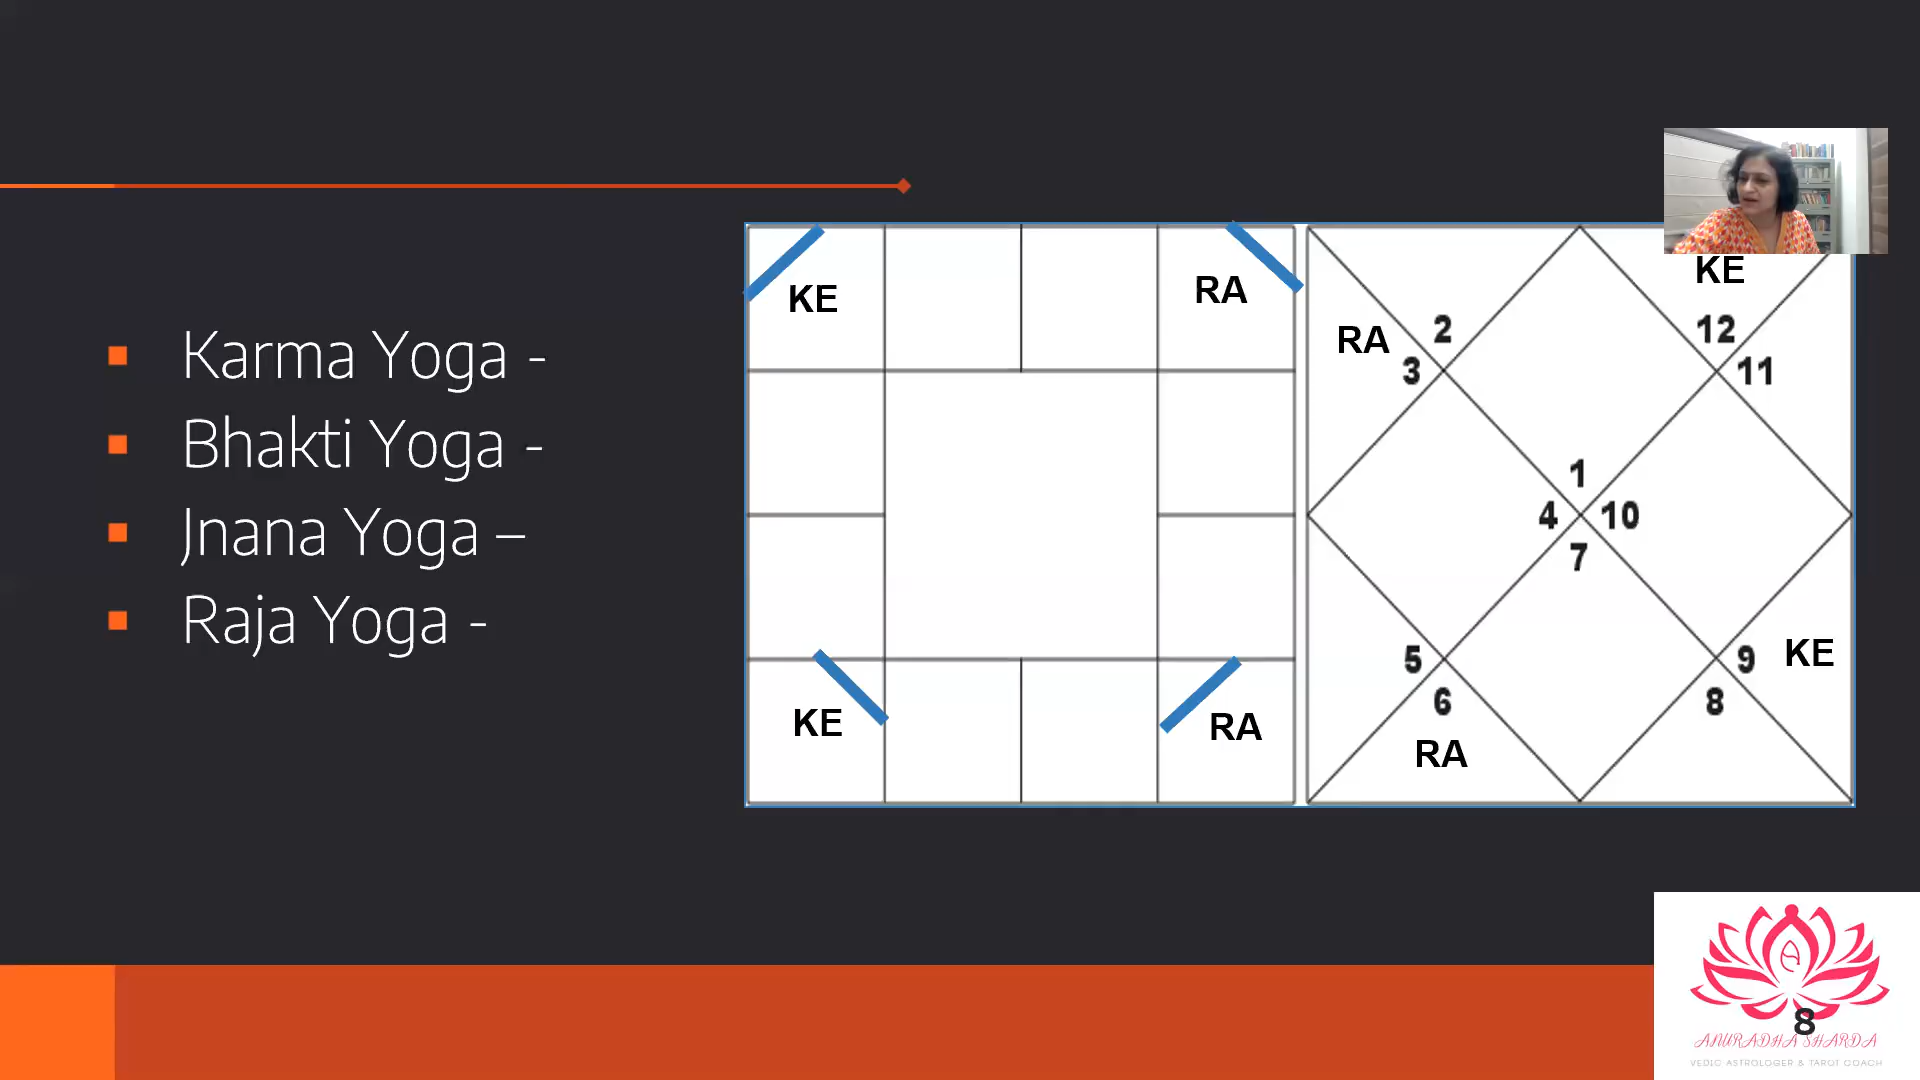 Karma Yoga -
Bhakti Yoga -
Jnana Yoga –
Raja Yoga -
KE
RA
KE
RA
KE
RA
2
12
3
11
1
4
10
7
5
9
KE
6
8
RA
8
ANURADHA SHARDA
VEDIC ASTROLOGER & TAROT COACH